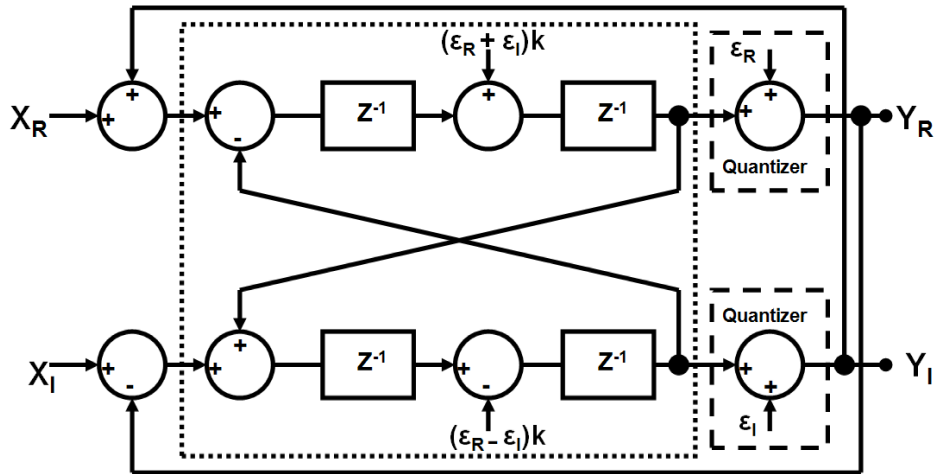 (εR + εI)k
εR
XR
+
+
+
-
Z⁻¹
+
+
Z⁻¹
+
+
YR
Quantizer
Quantizer
XI
+
-
+
+
Z⁻¹
+
-
Z⁻¹
+
+
YI
(εR – εI)k
εI